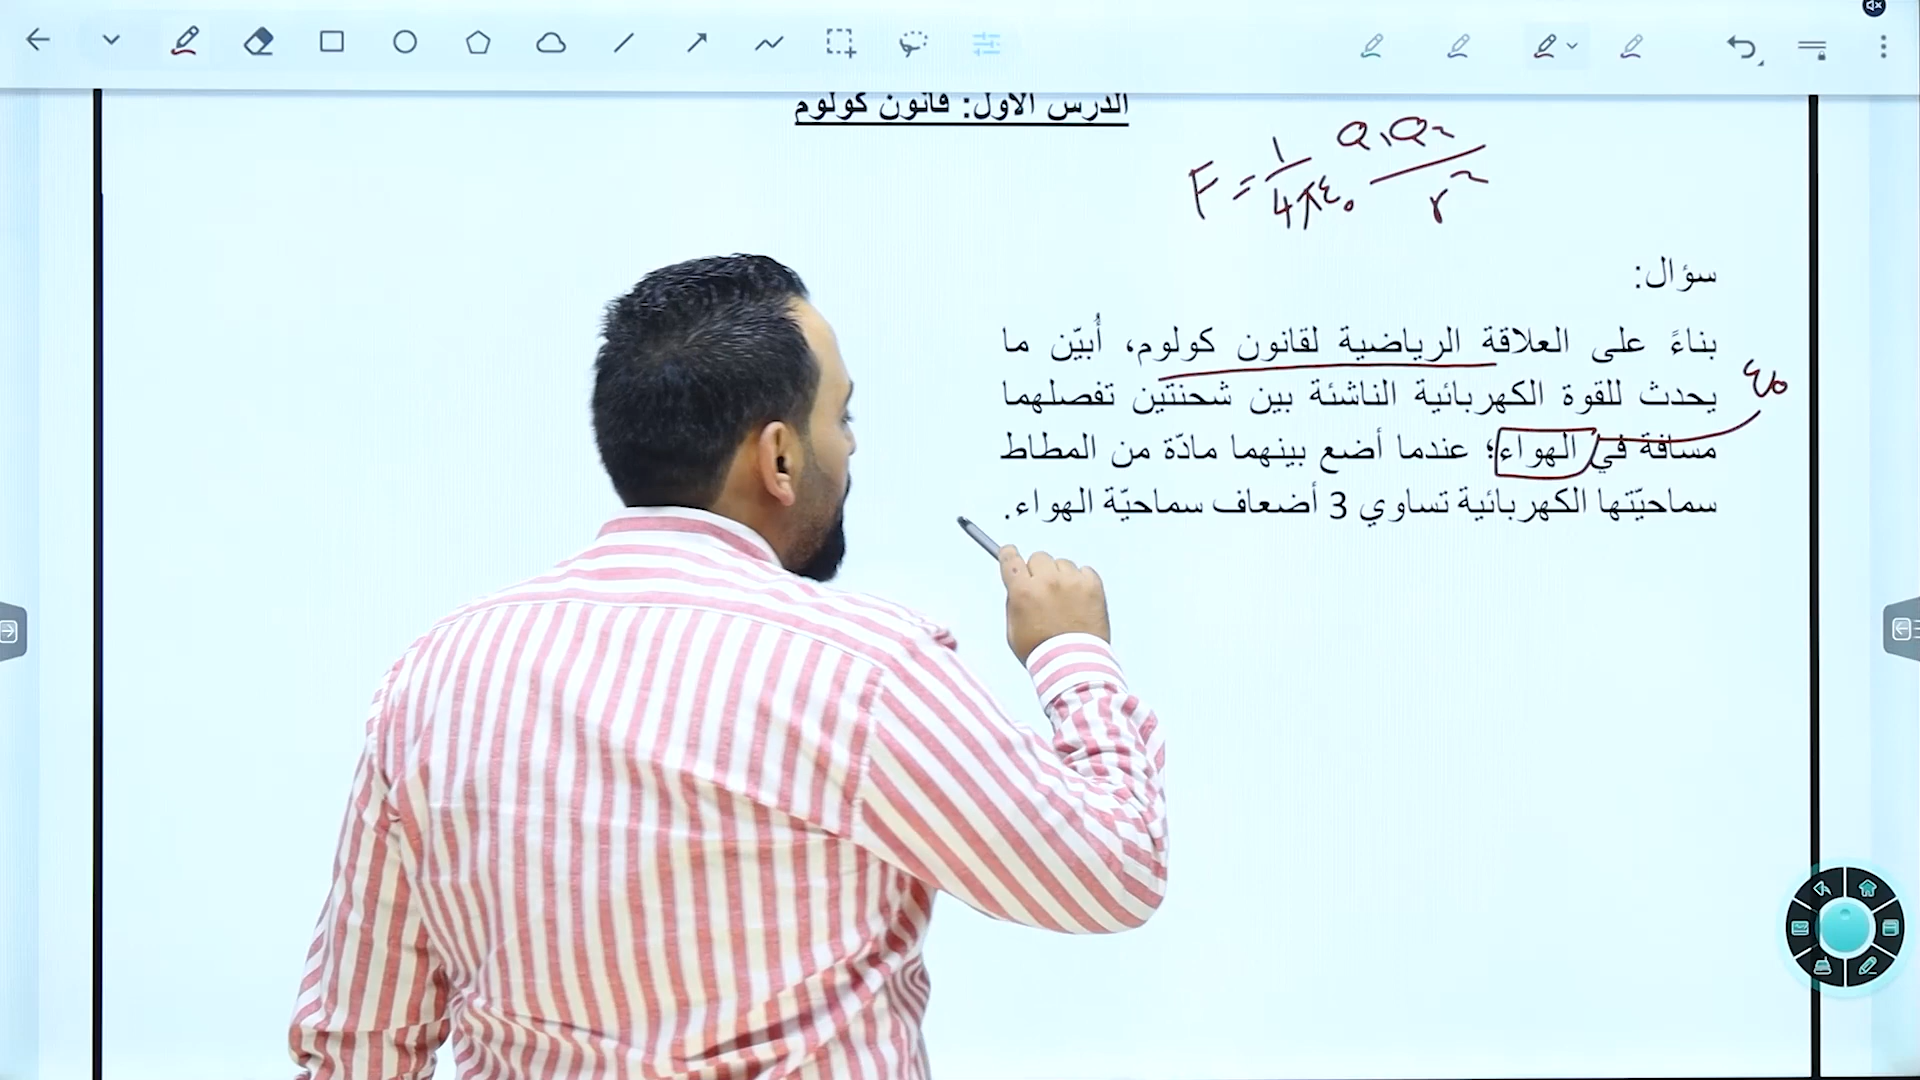 الدرس الاول: قانون كولوم
F = 1/4πε₀ Q₁Q₂/r²
سؤال:
بناءً على العلاقة الرياضية لقانون كولوم، أُبيّن ما
يحدث للقوة الكهربائية الناشئة بين شحنتين تفصلهما
ε₀
مسافة في الهواء؛ عندما أضع بينهما مادّة من المطاط
سماحيّتها الكهربائية تساوي 3 أضعاف سماحيّة الهواء.